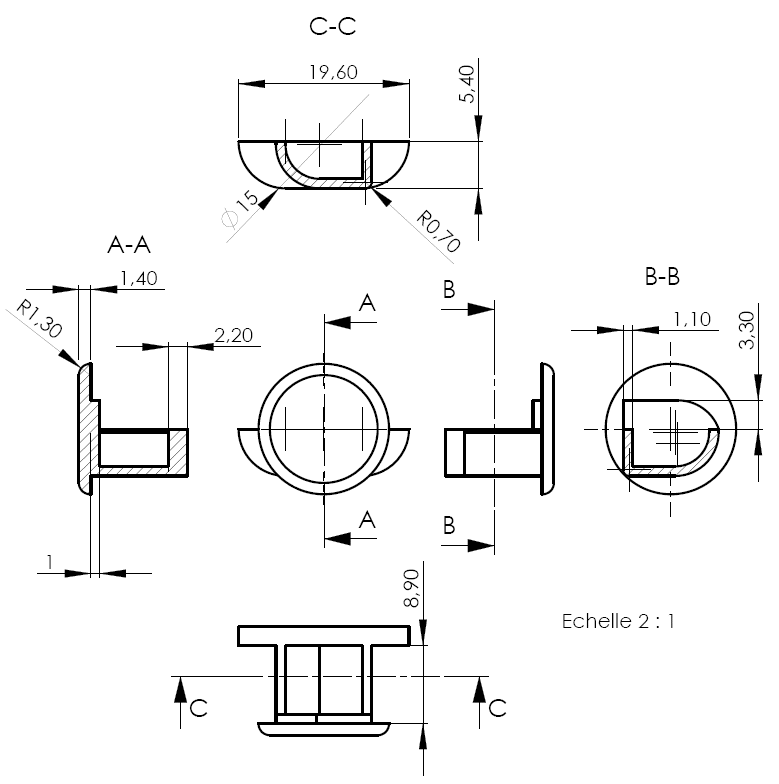 C-C
19,60
5,40
Ø15
R0,70
A-A
1,40
R1,30
2,20
A
B
B-B
1,10
3,30
A
B
1
8,90
Echelle 2 : 1
C
C